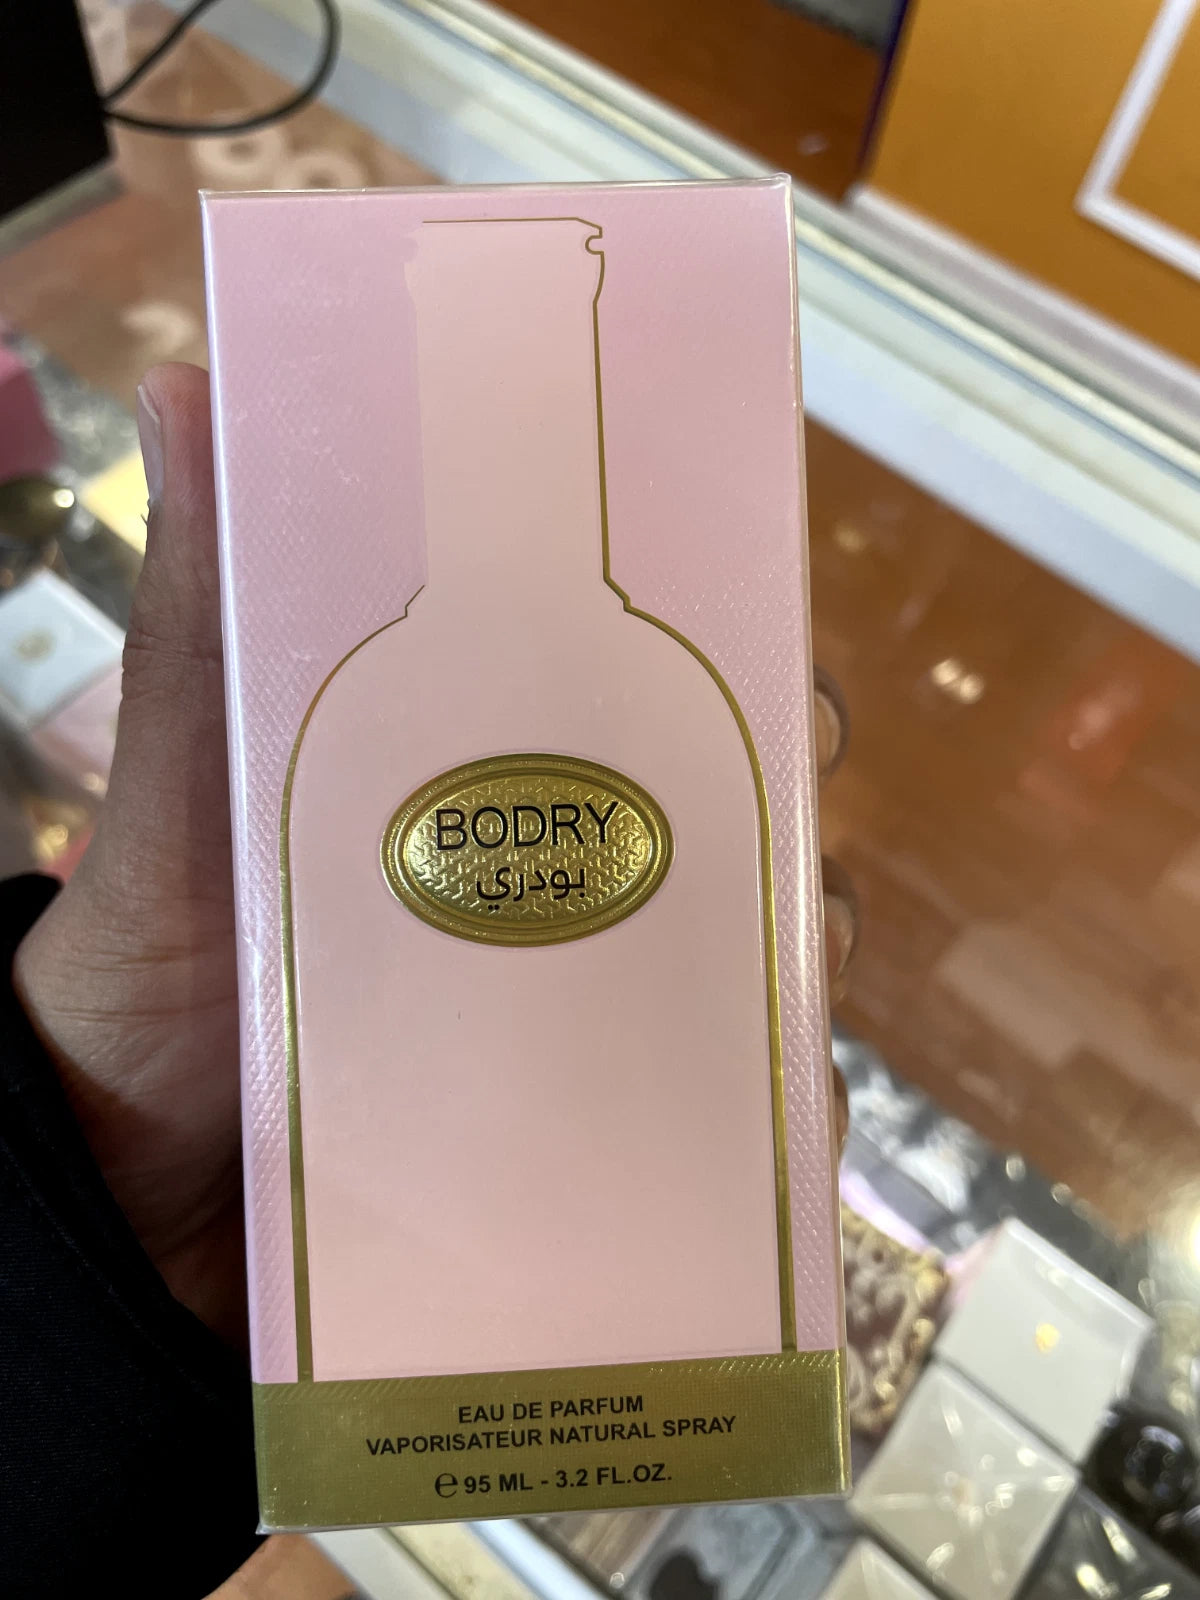 BODRY
بودري
EAU DE PARFUM
VAPORISATEUR NATURAL SPRAY
℮ 95 ML - 3.2 FL.OZ.